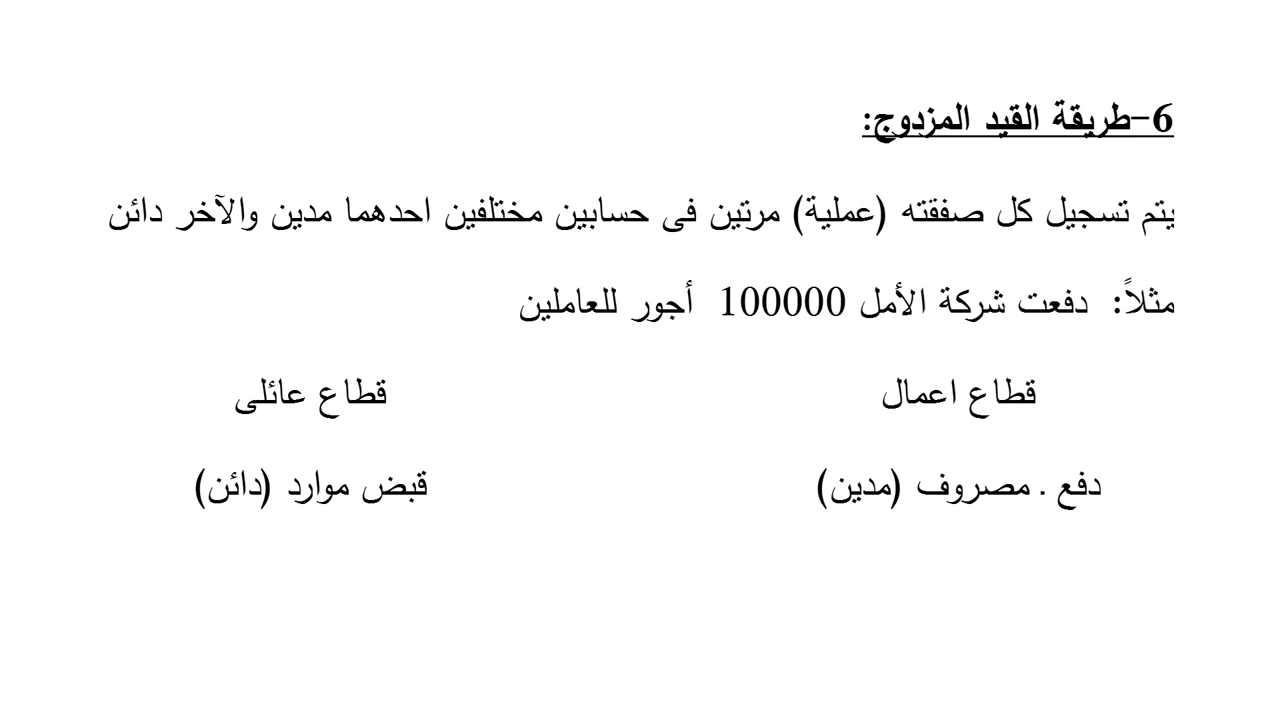 6-طريقة القيد المزدوج:
يتم تسجيل كل صفقته (عملية) مرتين فى حسابين مختلفين احدهما مدين والآخر دائن
مثلاً: دفعت شركة الأمل 100000 أجور للعاملين
قطاع اعمال قطاع عائلى
دفع . مصروف (مدين) قبض موارد (دائن)